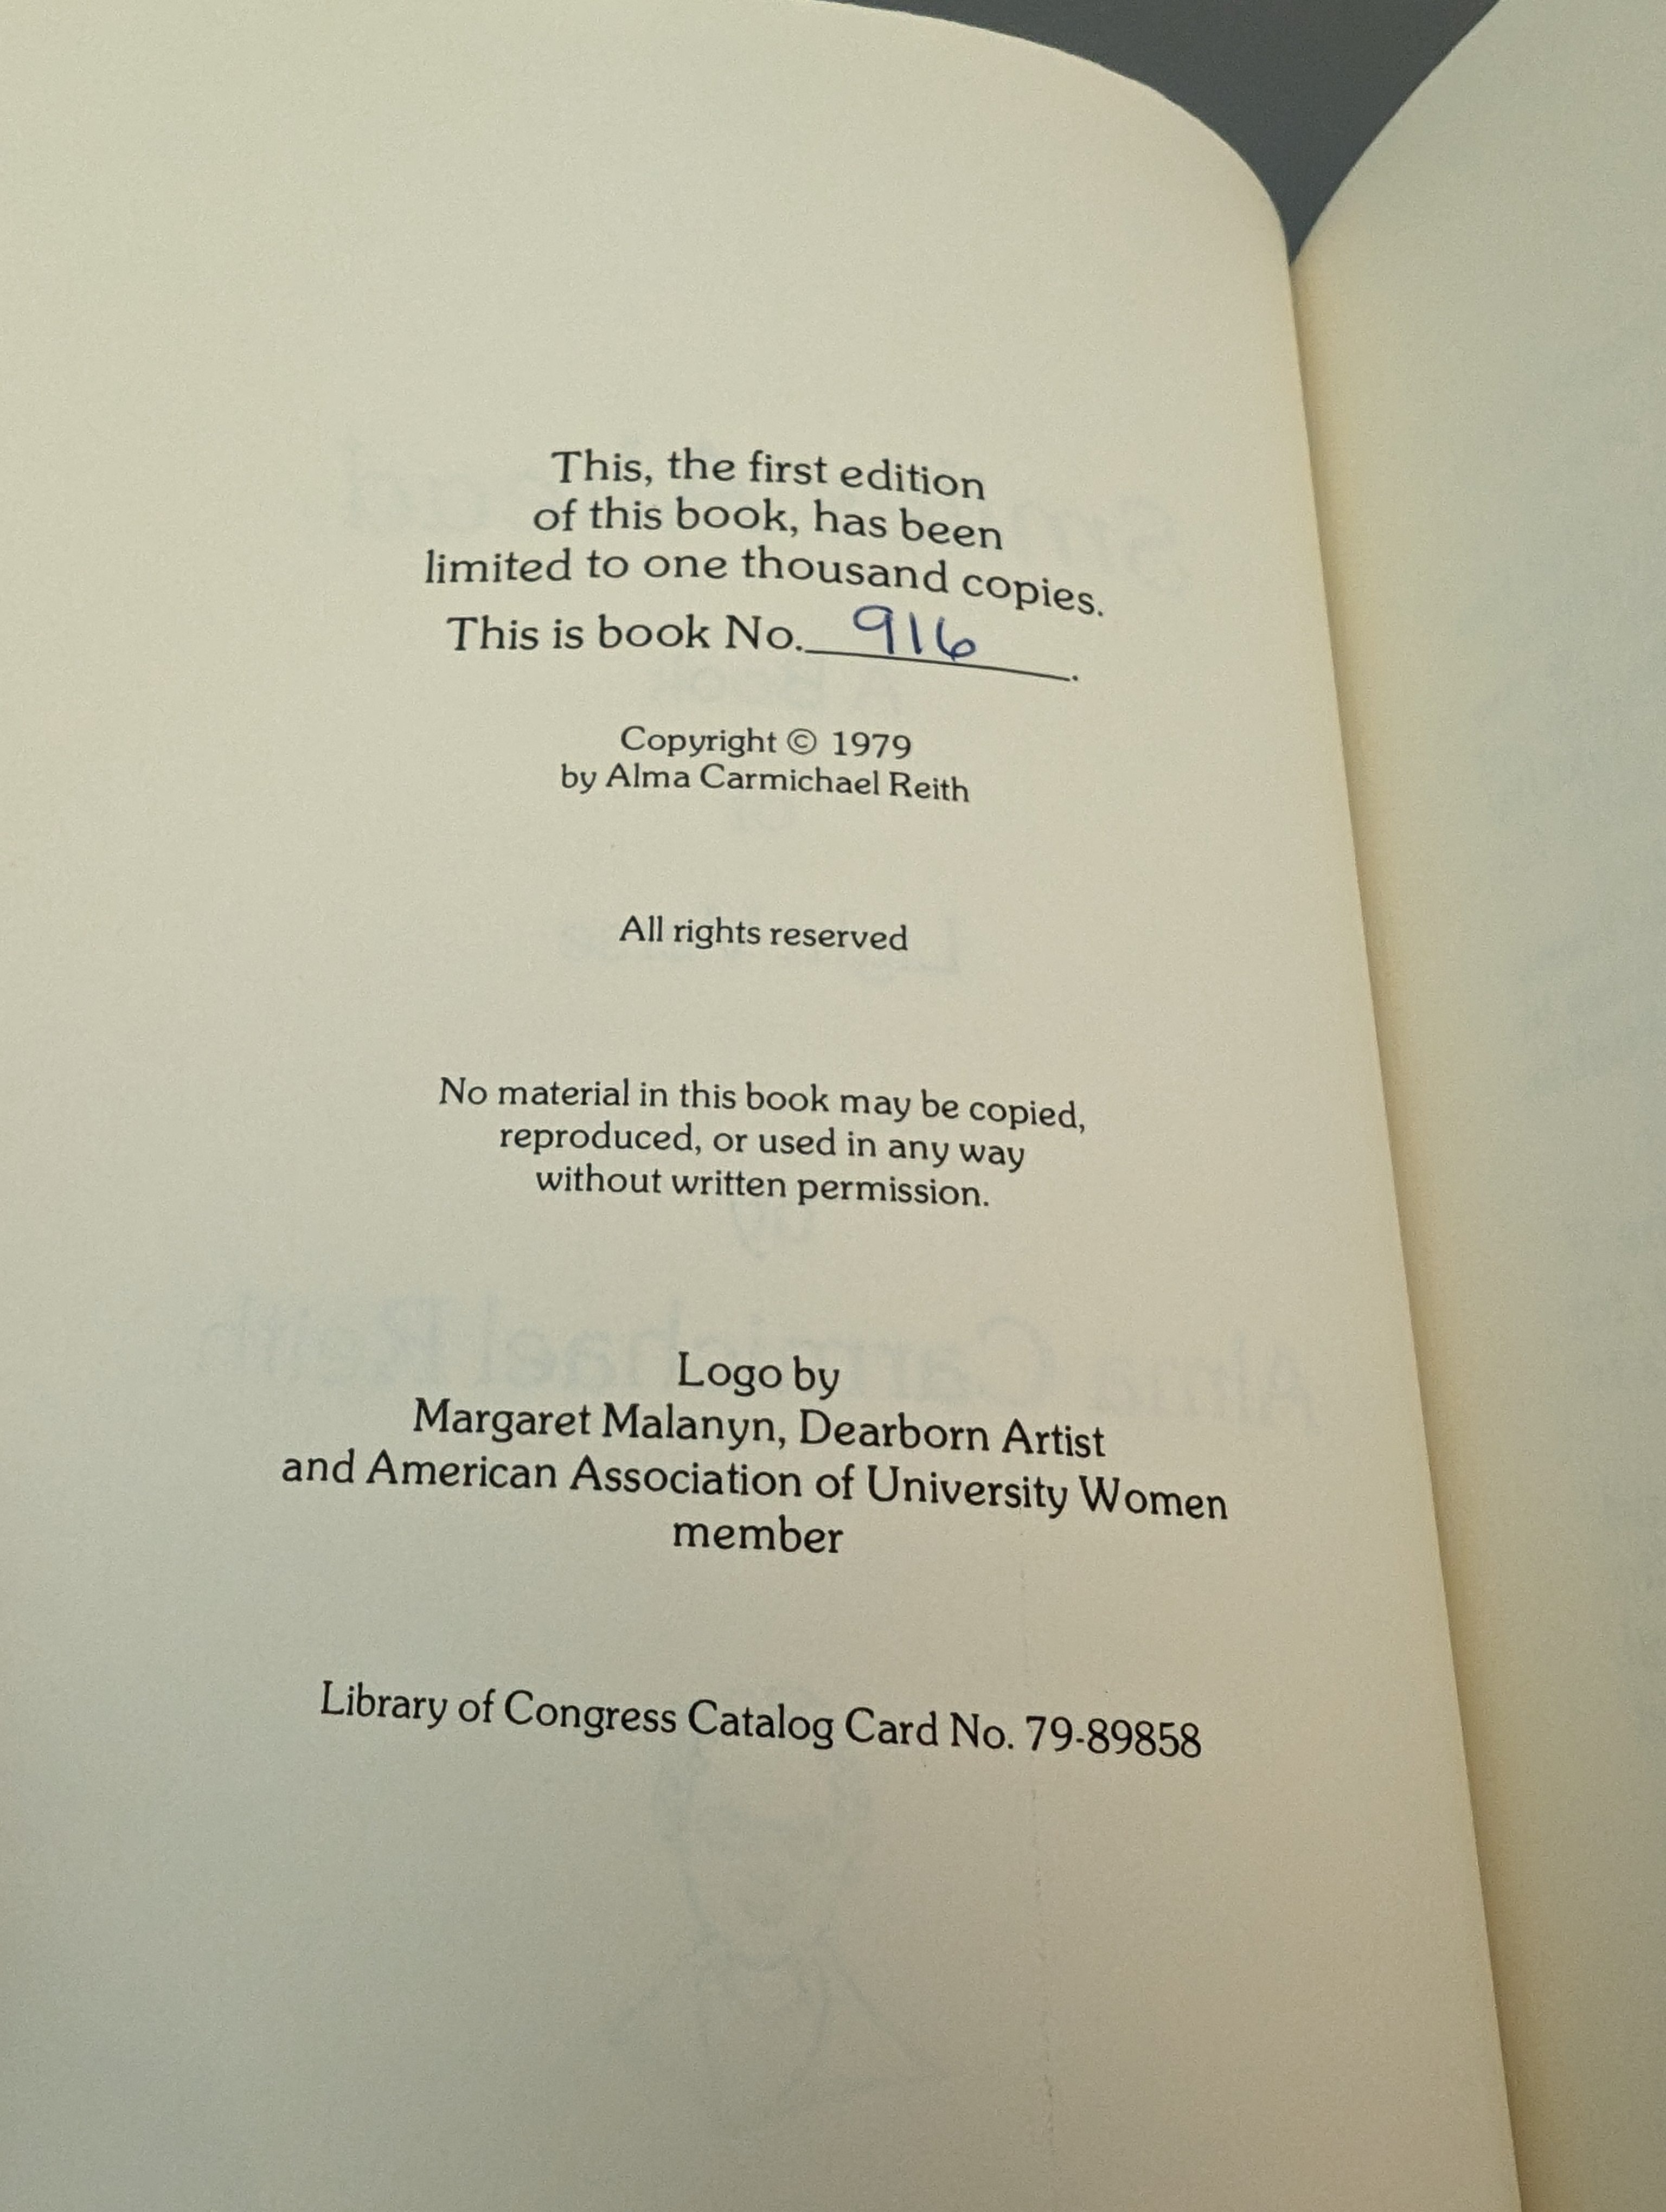 This, the first edition
of this book, has been
limited to one thousand copies.
This is book No. 916.
Copyright © 1979
by Alma Carmichael Reith
All rights reserved
No material in this book may be copied,
reproduced, or used in any way
without written permission.
Logo by
Margaret Malanyn, Dearborn Artist
and American Association of University Women
member
Library of Congress Catalog Card No. 79-89858